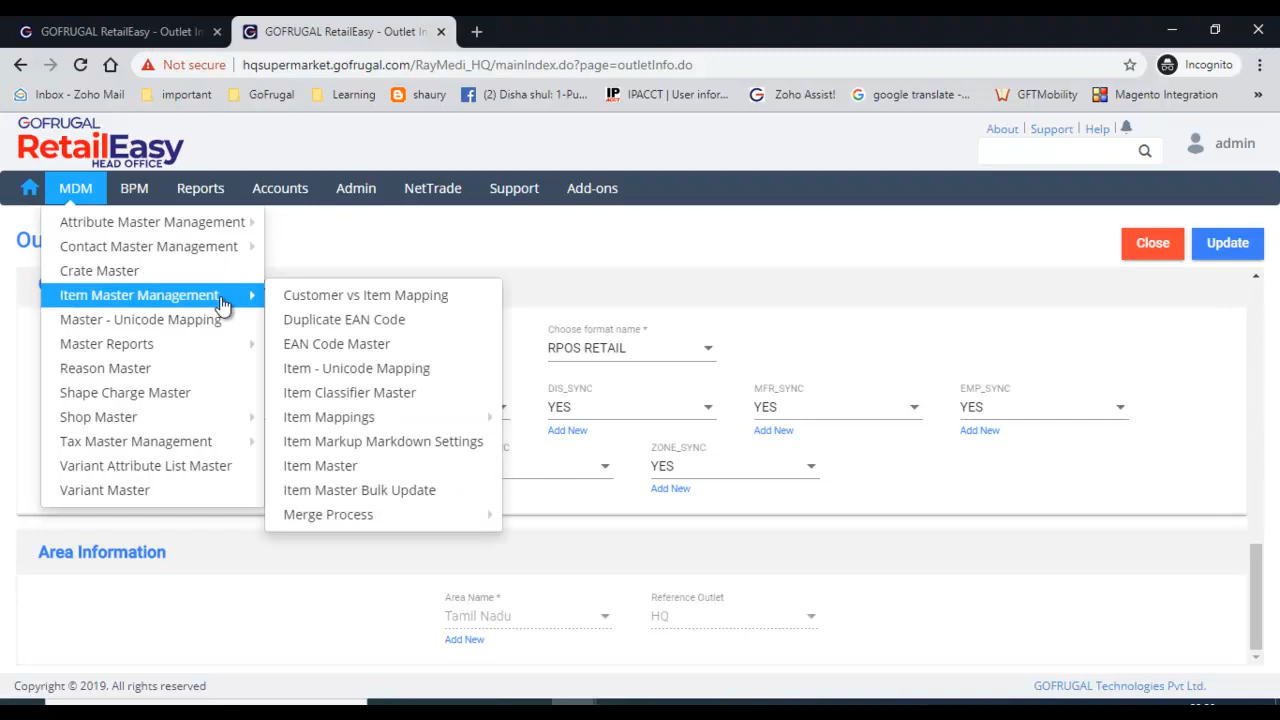 GOFRUGAL RetailEasy - Outlet In
GOFRUGAL RetailEasy - Outlet In
Not secure
hqsupermarket.gofrugal.com/RayMedi_HQ/mainIndex.do?page=outletInfo.do
Incognito
Inbox - Zoho Mail
important
GoFrugal
Learning
shaury
(2) Disha shul: 1-Pu...
IPACCT | User infor...
Zoho Assist!
google translate -...
GFTMobility
Magento Integration
»
GOFRUGAL
RetailEasy
HEAD OFFICE
About | Support | Help |
admin
MDM
BPM
Reports
Accounts
Admin
NetTrade
Support
Add-ons
Close
Update
Attribute Master Management
Contact Master Management
Crate Master
Item Master Management
Master - Unicode Mapping
Master Reports
Reason Master
Shape Charge Master
Shop Master
Tax Master Management
Variant Attribute List Master
Variant Master
Customer vs Item Mapping
Duplicate EAN Code
EAN Code Master
Item - Unicode Mapping
Item Classifier Master
Item Mappings
Item Markup Markdown Settings
Item Master
Item Master Bulk Update
Merge Process
Choose format name *
RPOS RETAIL
DIS_SYNC
YES
Add New
MFR_SYNC
YES
Add New
EMP_SYNC
YES
Add New
ZONE_SYNC
YES
Add New
Area Information
Area Name *
Tamil Nadu
Add New
Reference Outlet
HQ
Copyright © 2019. All rights reserved
GOFRUGAL Technologies Pvt Ltd.